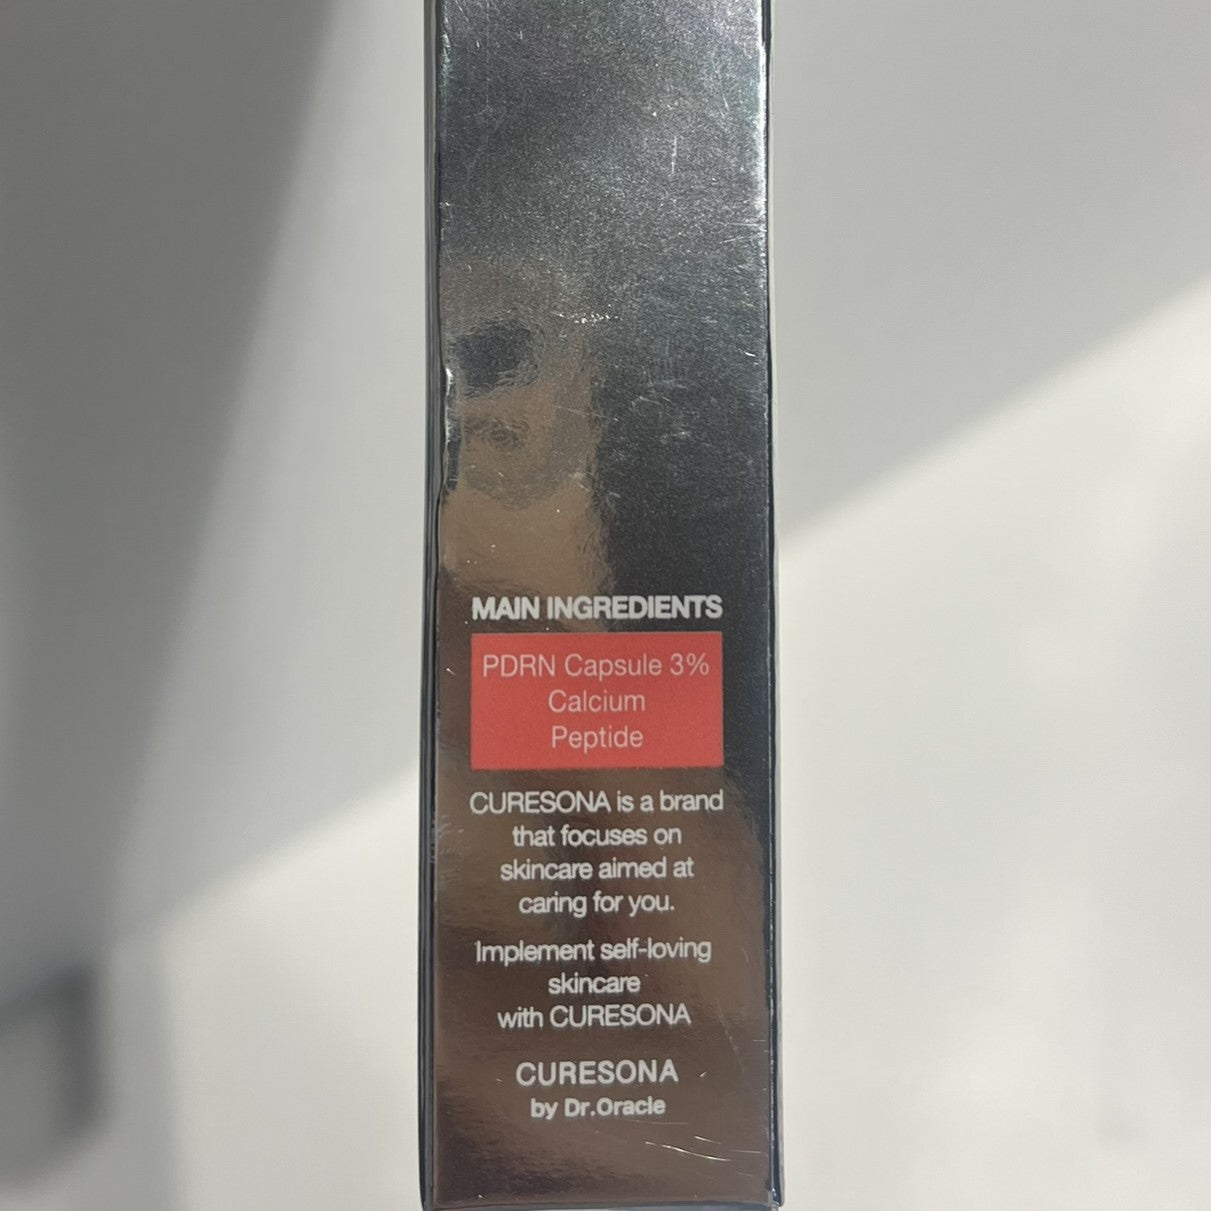 MAIN INGREDIENTS
PDRN Capsule 3%
Calcium
Peptide
CURESONA is a brand
that focuses on
skincare aimed at
caring for you.
Implement self-loving
skincare
with CURESONA
CURESONA
by Dr.Oracle